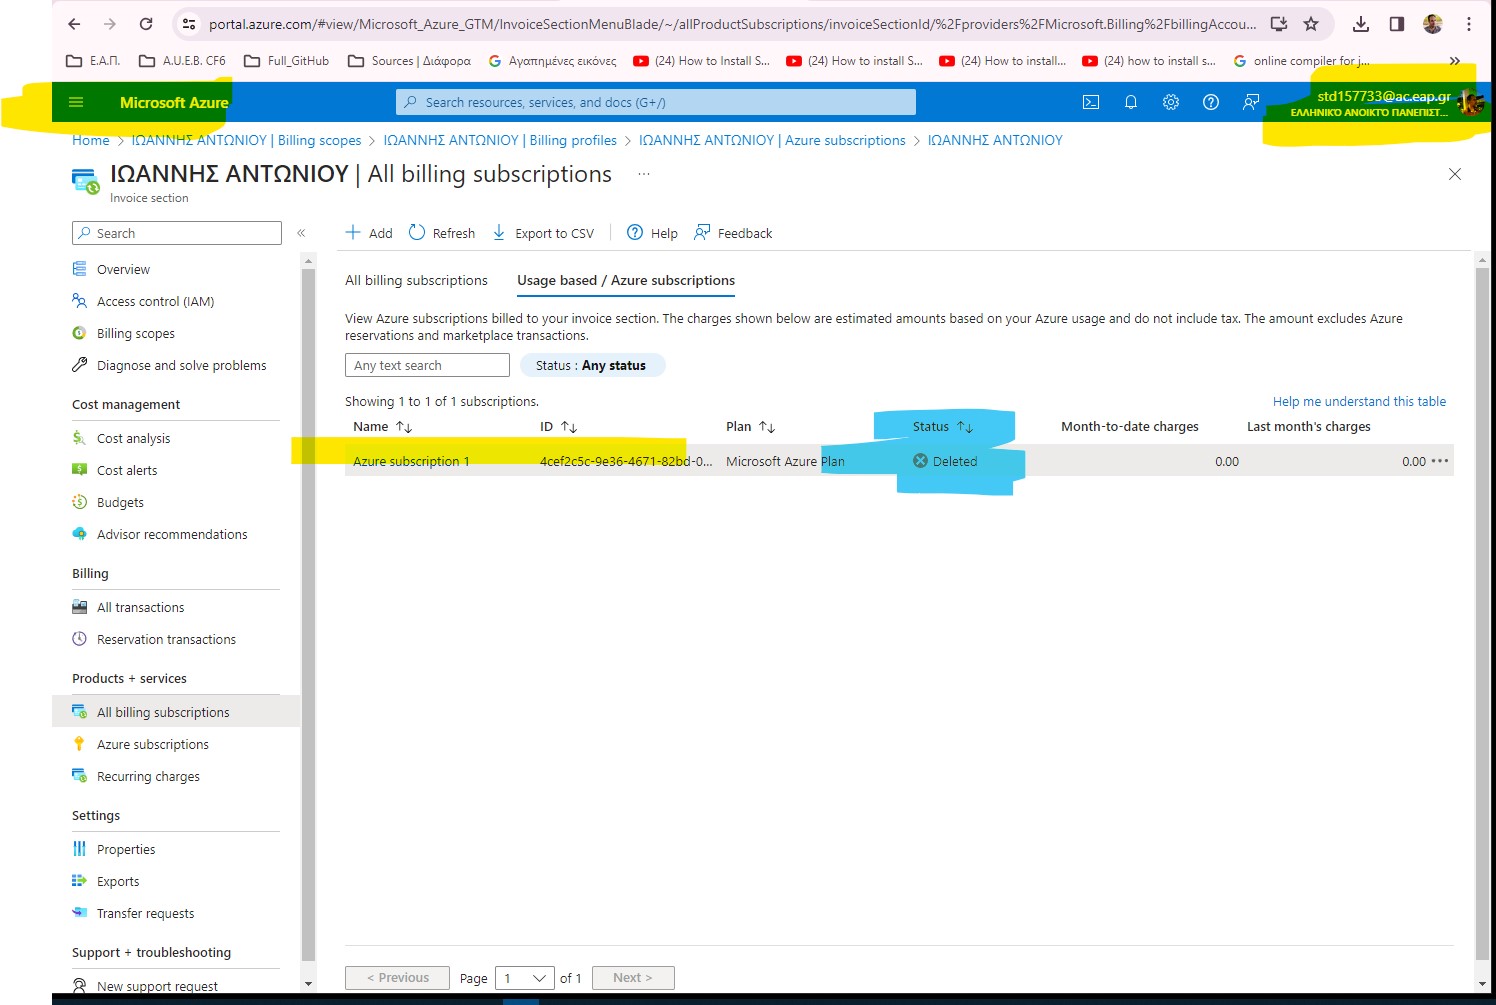 portal.azure.com/#view/Microsoft_Azure_GTM/InvoiceSectionMenuBlade/~/allProductSubscriptions/invoiceSectionId/%2Fproviders%2FMicrosoft.Billing%2FbillingAccou...
Ε.Α.Π. A.U.E.B. CF6 Full_GitHub Sources | Διάφορα Αγαπημένες εικόνες (24) How to Install S... (24) How to install S... (24) How to install... (24) how to install s... online compiler for j... »
Microsoft Azure Search resources, services, and docs (G+/) std157733@ac.eap.gr
ΕΛΛΗΝΙΚΌ ΑΝΟΙΚΤΌ ΠΑΝΕΠΙΣΤ...
Home > ΙΩΑΝΝΗΣ ΑΝΤΩΝΙΟΥ | Billing scopes > ΙΩΑΝΝΗΣ ΑΝΤΩΝΙΟΥ | Billing profiles > ΙΩΑΝΝΗΣ ΑΝΤΩΝΙΟΥ | Azure subscriptions > ΙΩΑΝΝΗΣ ΑΝΤΩΝΙΟΥ
ΙΩΑΝΝΗΣ ΑΝΤΩΝΙΟΥ | All billing subscriptions ...
Invoice section
Search «
Overview
Access control (IAM)
Billing scopes
Diagnose and solve problems
Cost management
Cost analysis
Cost alerts
Budgets
Advisor recommendations
Billing
All transactions
Reservation transactions
Products + services
All billing subscriptions
Azure subscriptions
Recurring charges
Settings
Properties
Exports
Transfer requests
Support + troubleshooting
New support request
Add Refresh Export to CSV Help Feedback
All billing subscriptions Usage based / Azure subscriptions
View Azure subscriptions billed to your invoice section. The charges shown below are estimated amounts based on your Azure usage and do not include tax. The amount excludes Azure
reservations and marketplace transactions.
Any text search Status : Any status
Showing 1 to 1 of 1 subscriptions. Help me understand this table
Name ↑↓ ID ↑↓ Plan ↑↓ Status ↑↓ Month-to-date charges Last month's charges
Azure subscription 1 4cef2c5c-9e36-4671-82bd-0... Microsoft Azure Plan Deleted 0.00 0.00 ...
< Previous Page 1 of 1 Next >